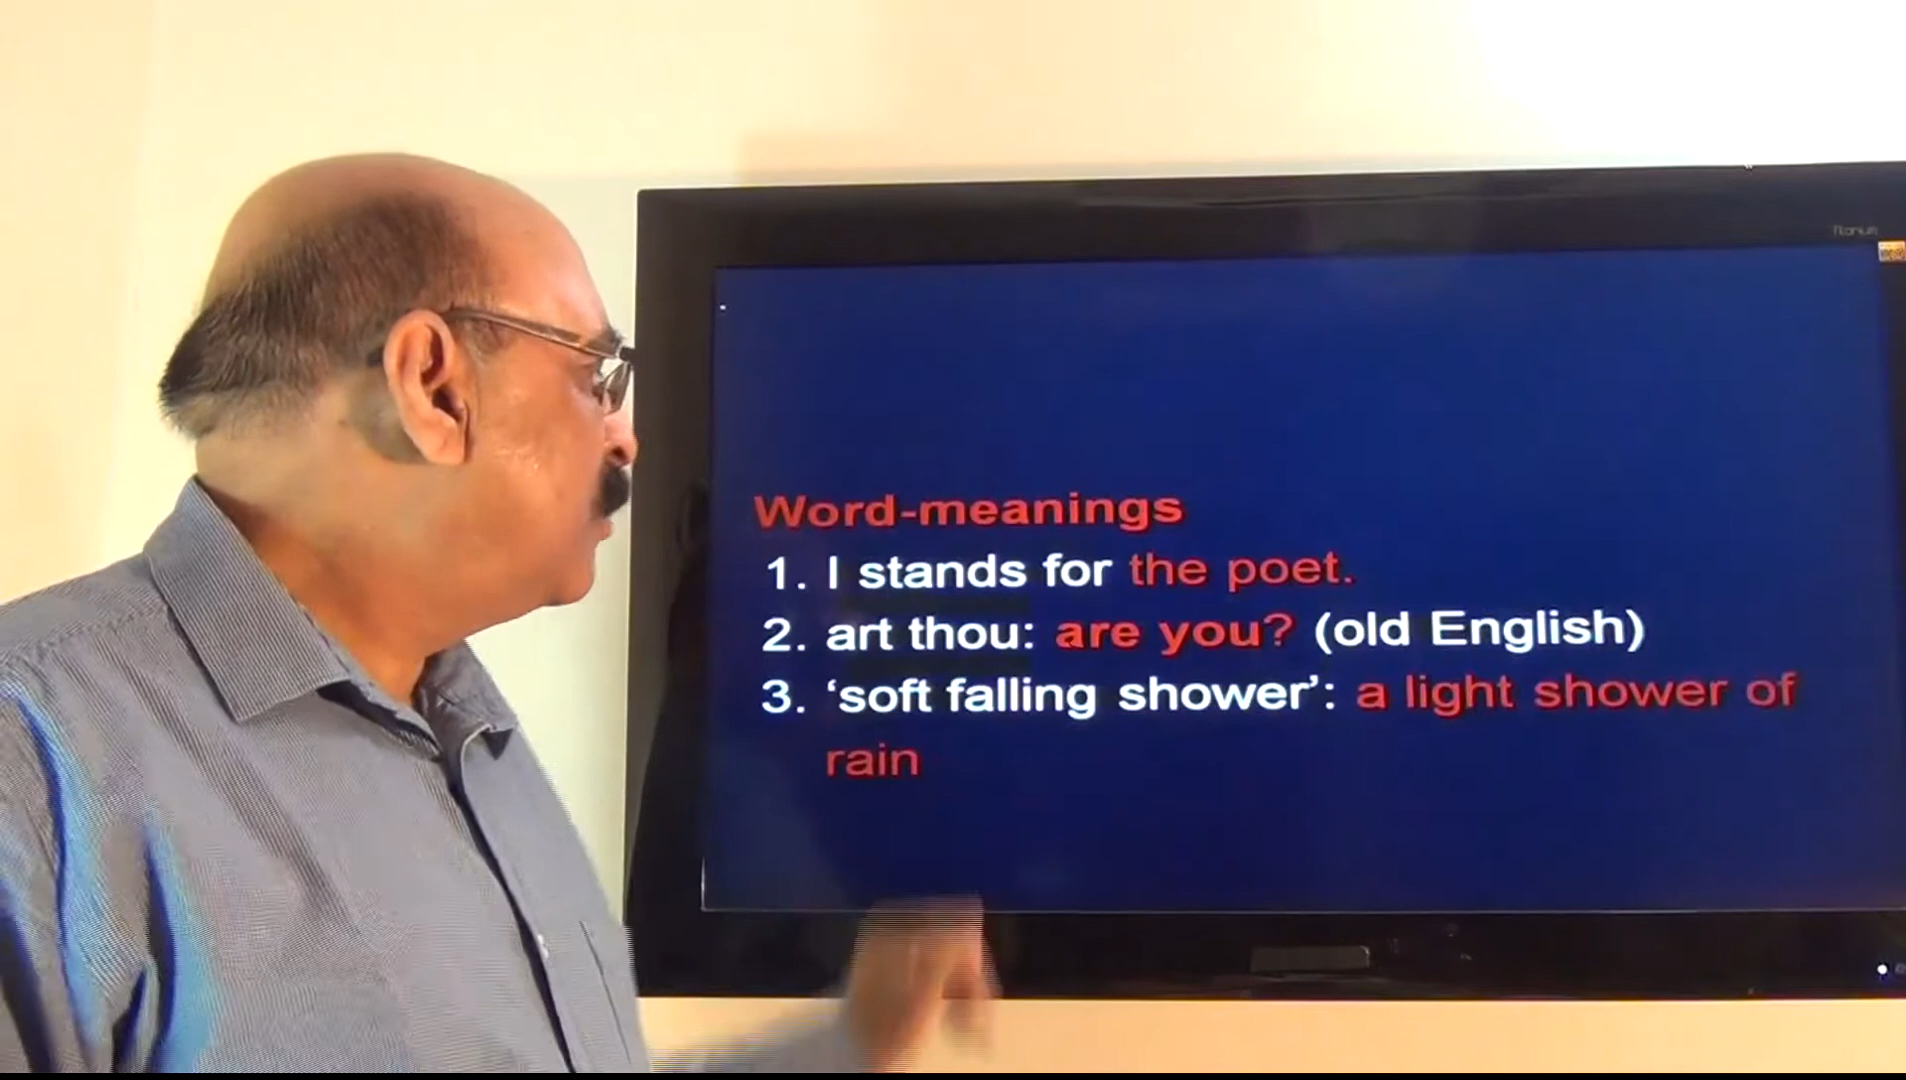 Word-meanings
1. I stands for the poet.
2. art thou: are you? (old English)
3. ‘soft falling shower’: a light shower of
rain